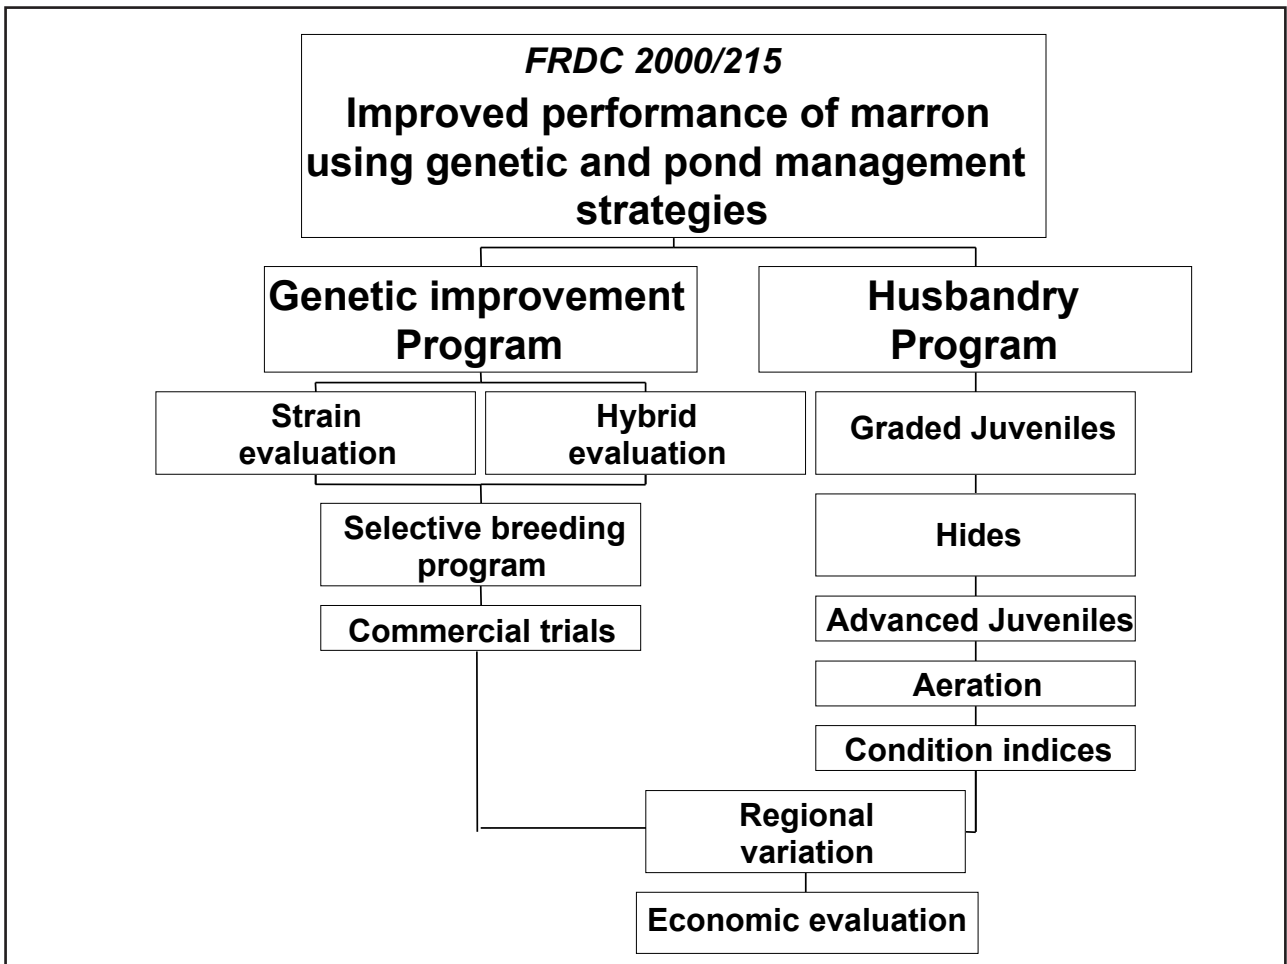 FRDC 2000/215
Improved performance of marron
using genetic and pond management
strategies
Genetic improvement
Program
Husbandry
Program
Strain
evaluation
Hybrid
evaluation
Graded Juveniles
Selective breeding
program
Hides
Commercial trials
Advanced Juveniles
Aeration
Condition indices
Regional
variation
Economic evaluation